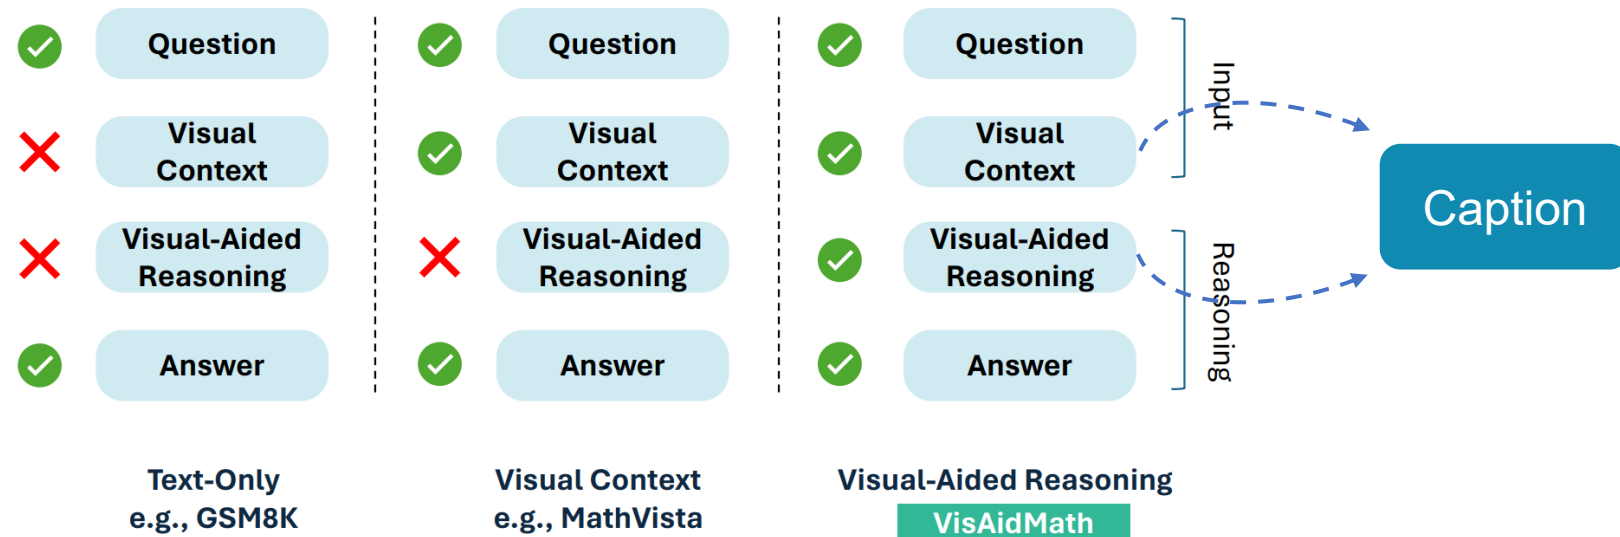 Question
Visual
Context
Visual-Aided
Reasoning
Answer
Text-Only
e.g., GSM8K
Question
Visual
Context
Visual-Aided
Reasoning
Answer
Visual Context
e.g., MathVista
Question
Visual
Context
Visual-Aided
Reasoning
Answer
Visual-Aided Reasoning
VisAidMath
Input
Reasoning
Caption